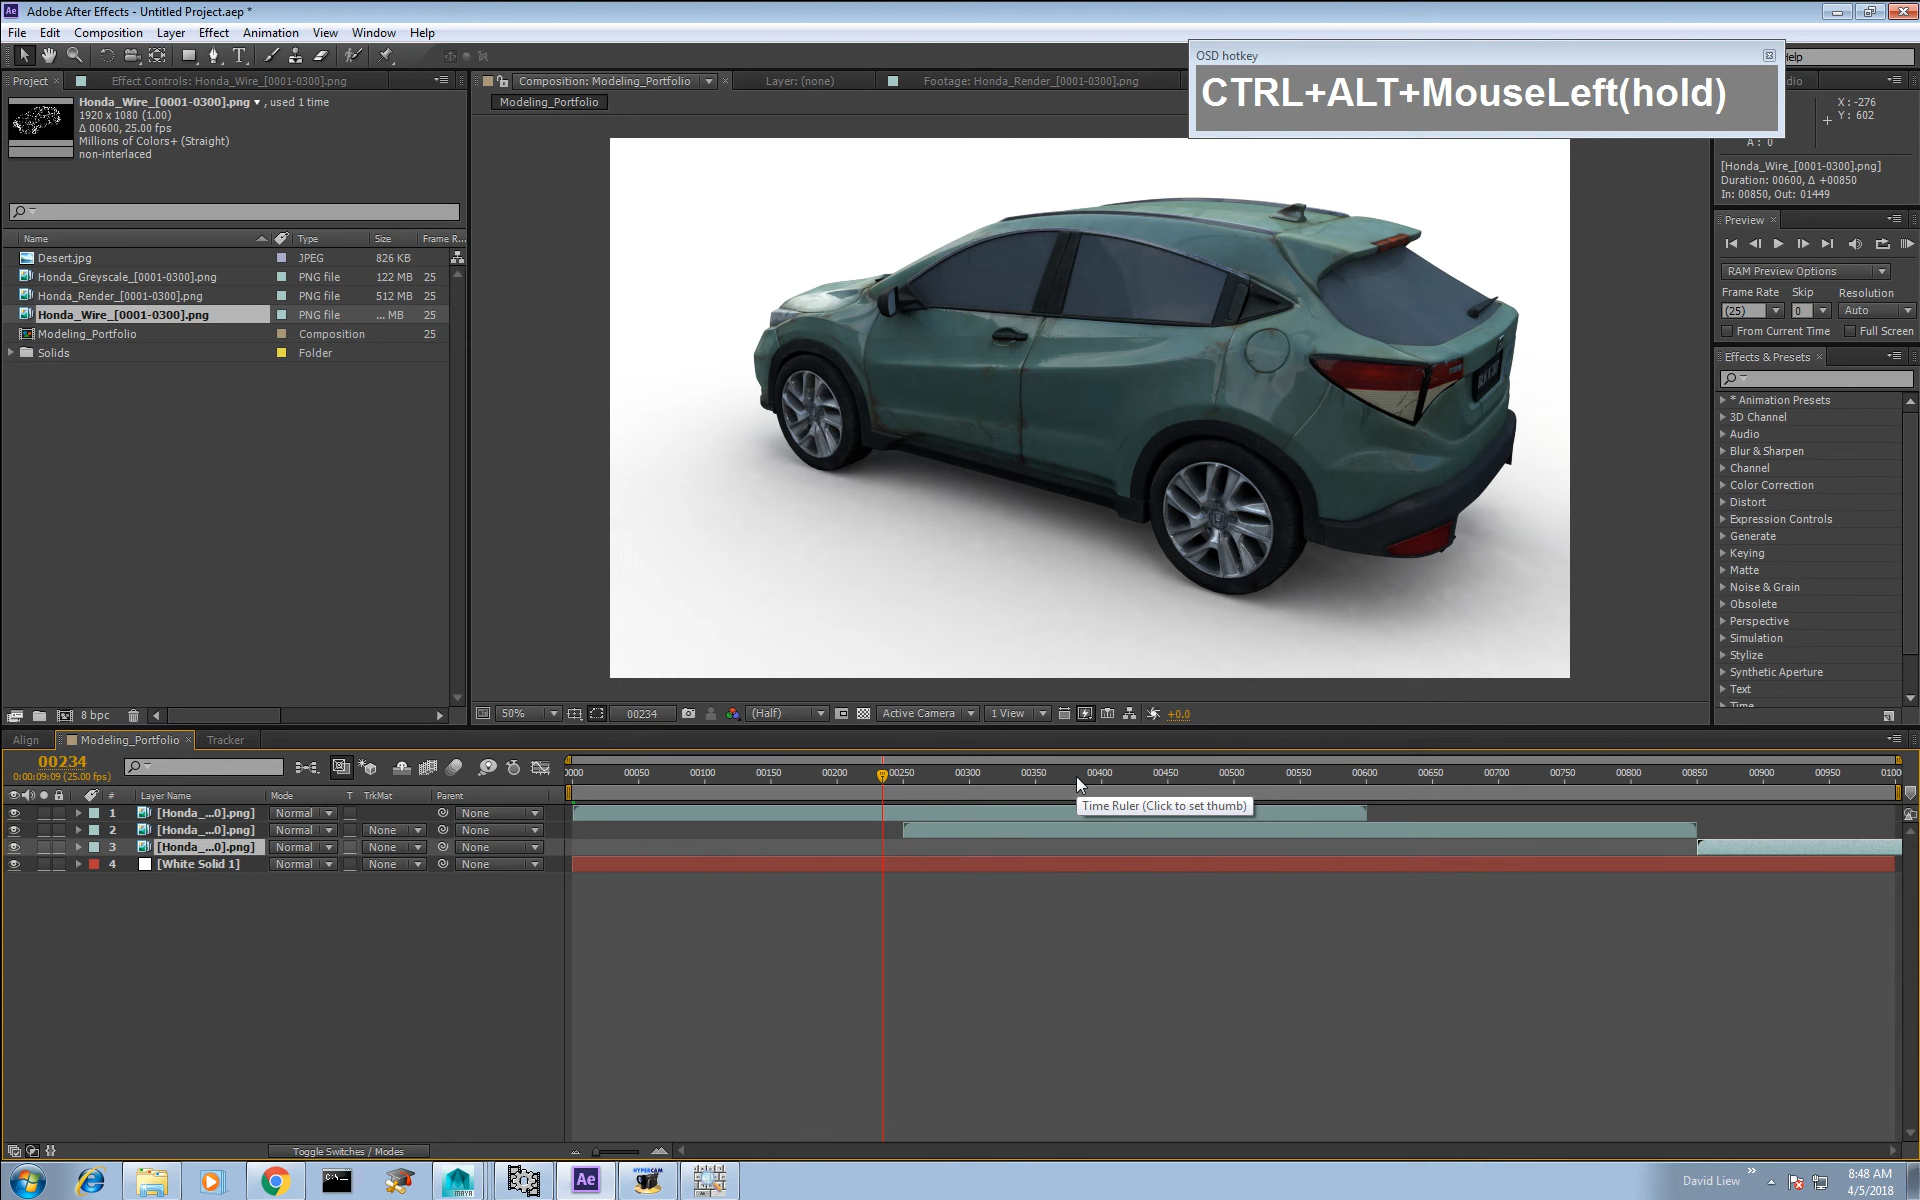 Adobe After Effects - Untitled Project.aep *
File Edit Composition Layer Effect Animation View Window Help
OSD hotkey
CTRL+ALT+MouseLeft(hold)
Help
Project × Effect Controls: Honda_Wire_[0001-0300].png
Composition: Modeling_Portfolio × Layer: (none) Footage: Honda_Render_[0001-0300].png
Modeling_Portfolio
Honda_Wire_[0001-0300].png ▾, used 1 time
1920 x 1080 (1.00)
Δ 00600, 25.00 fps
Millions of Colors+ (Straight)
non-interlaced
X : -276
Y : 602
A : 0
[Honda_Wire_[0001-0300].png]
Duration: 00600, Δ +00850
In: 00850, Out: 01449
Name Type Size Frame R...
Desert.jpg JPEG 826 KB
Honda_Greyscale_[0001-0300].png PNG file 122 MB 25
Honda_Render_[0001-0300].png PNG file 512 MB 25
Honda_Wire_[0001-0300].png PNG file ... MB 25
Modeling_Portfolio Composition 25
Solids Folder
8 bpc
Preview ×
RAM Preview Options
Frame Rate Skip Resolution
(25) 0 Auto
From Current Time Full Screen
Effects & Presets ×
* Animation Presets
3D Channel
Audio
Blur & Sharpen
Channel
Color Correction
Distort
Expression Controls
Generate
Keying
Matte
Noise & Grain
Obsolete
Perspective
Simulation
Stylize
Synthetic Aperture
Text
Time
50% 00234 (Half) Active Camera 1 View +0.0
Align Modeling_Portfolio × Tracker
00234
0:00:09:09 (25.00 fps)
0000 00050 00100 00150 00200 00250 00300 00350 00400 00450 00500 00550 00600 00650 00700 00750 00800 00850 00900 00950 0100
# Layer Name Mode T TrkMat Parent
1 [Honda_...0].png] Normal None
2 [Honda_...0].png] Normal None None
3 [Honda_...0].png] Normal None None
4 [White Solid 1] Normal None None
Time Ruler (Click to set thumb)
Toggle Switches / Modes
C:\_
MAYA
Ae
HYPERCAM
David Liew
8:48 AM
4/5/2018